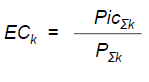 ECk = PicΣk / PΣk